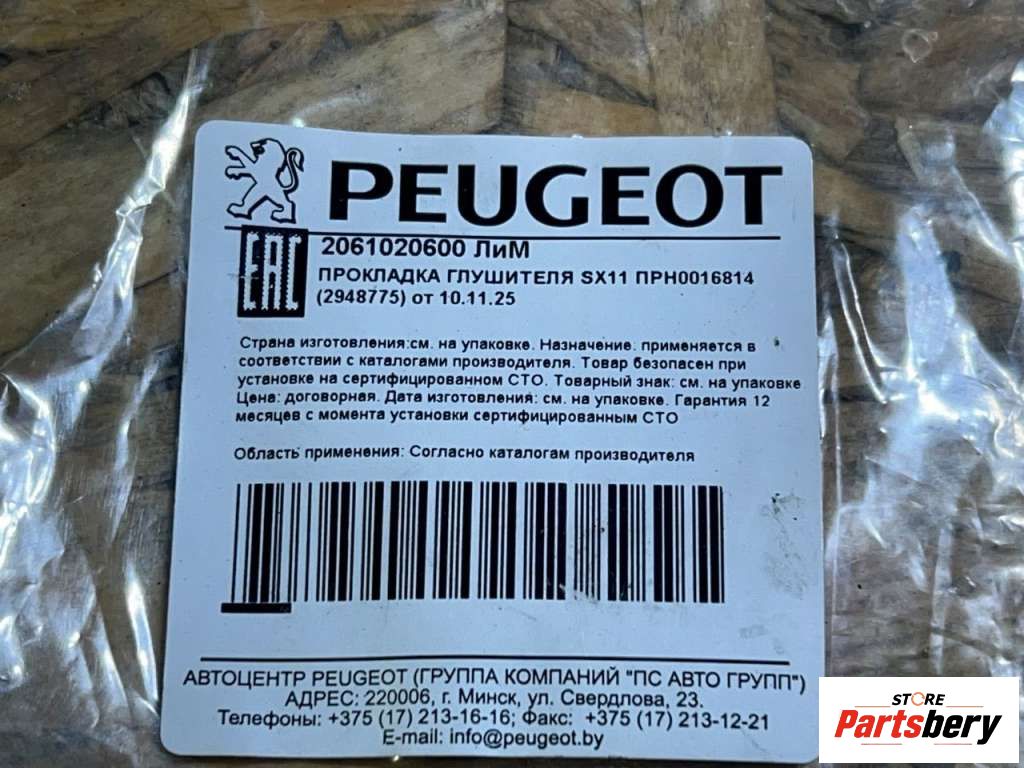 PEUGEOT
EAC
2061020600 ЛиМ
ПРОКЛАДКА ГЛУШИТЕЛЯ SX11 ПРН0016814
(2948775) от 10.11.25
Страна изготовления:см. на упаковке. Назначение: применяется в
соответствии с каталогами производителя. Товар безопасен при
установке на сертифицированном СТО. Товарный знак: см. на упаковке
Цена: договорная. Дата изготовления: см. на упаковке. Гарантия 12
месяцев с момента установки сертифицированным СТО
Область применения: Согласно каталогам производителя
АВТОЦЕНТР PEUGEOT (ГРУППА КОМПАНИЙ "ПС АВТО ГРУПП")
АДРЕС: 220006, г. Минск, ул. Свердлова, 23.
Телефоны: +375 (17) 213-16-16; Факс: +375 (17) 213-12-21
E-mail: info@peugeot.by
STORE
Partsbery